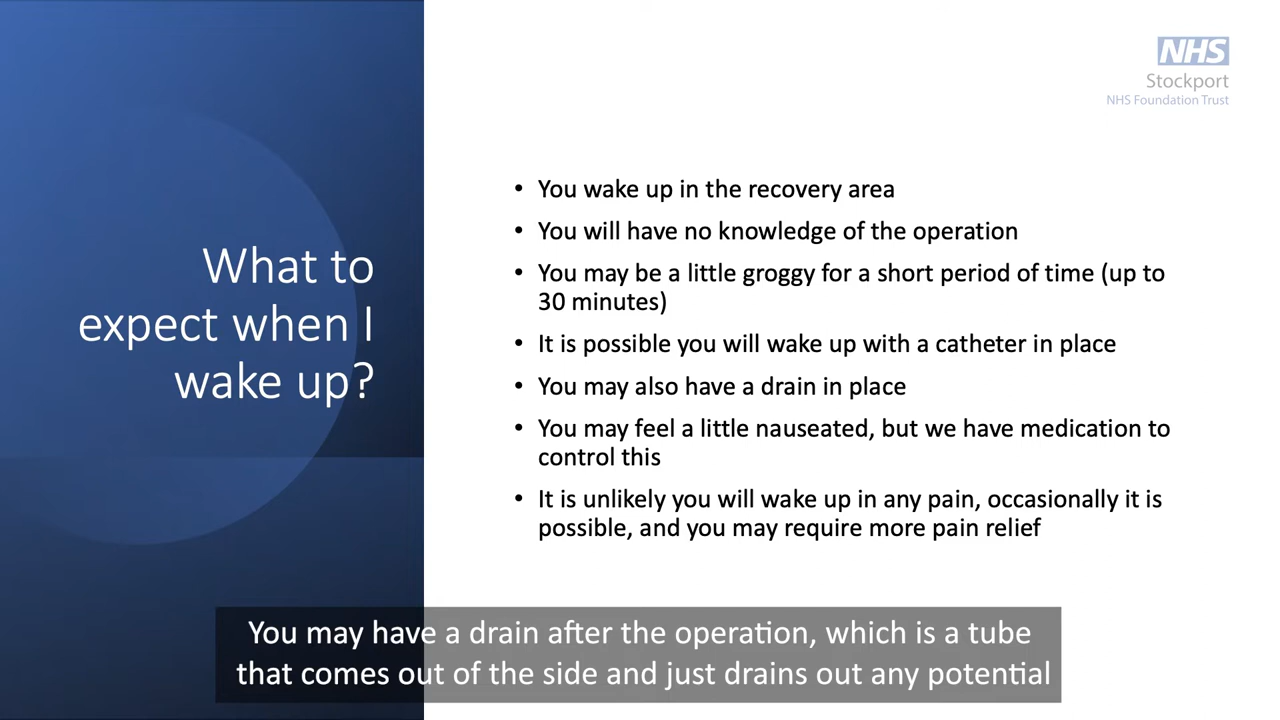 NHS
Stockport
NHS Foundation Trust
What to
expect when I
wake up?
• You wake up in the recovery area
• You will have no knowledge of the operation
• You may be a little groggy for a short period of time (up to
30 minutes)
• It is possible you will wake up with a catheter in place
• You may also have a drain in place
• You may feel a little nauseated, but we have medication to
control this
• It is unlikely you will wake up in any pain, occasionally it is
possible, and you may require more pain relief
You may have a drain after the operation, which is a tube
that comes out of the side and just drains out any potential